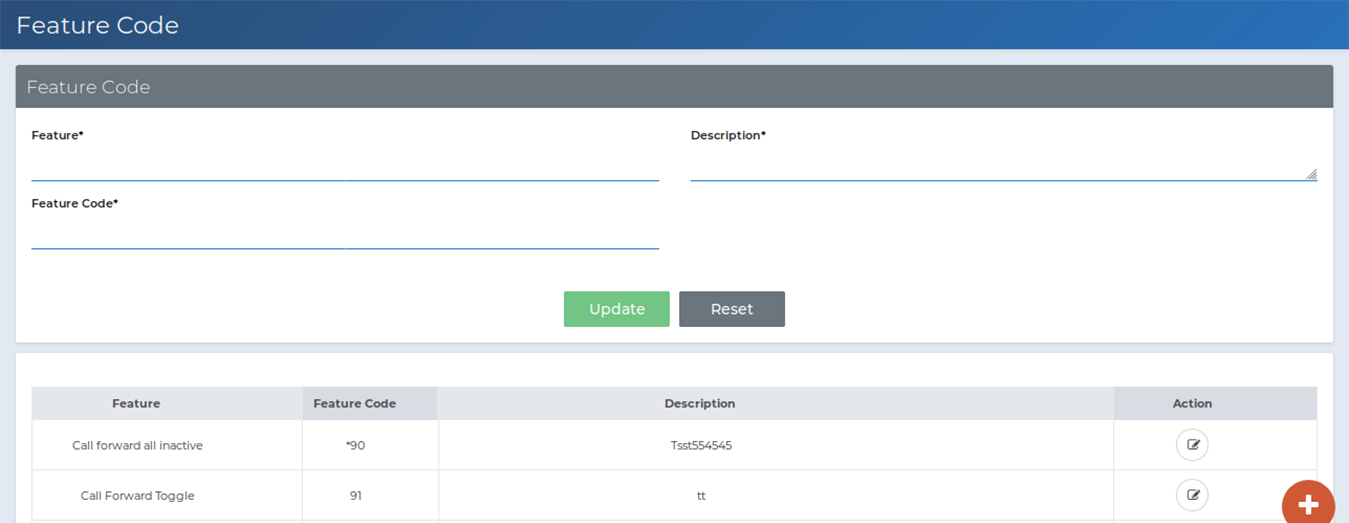 Feature Code
Feature Code
Feature* Description*
Feature Code*
Update Reset
Feature Feature Code Description Action
Call forward all inactive *90 Tsst554545
Call Forward Toggle 91 tt